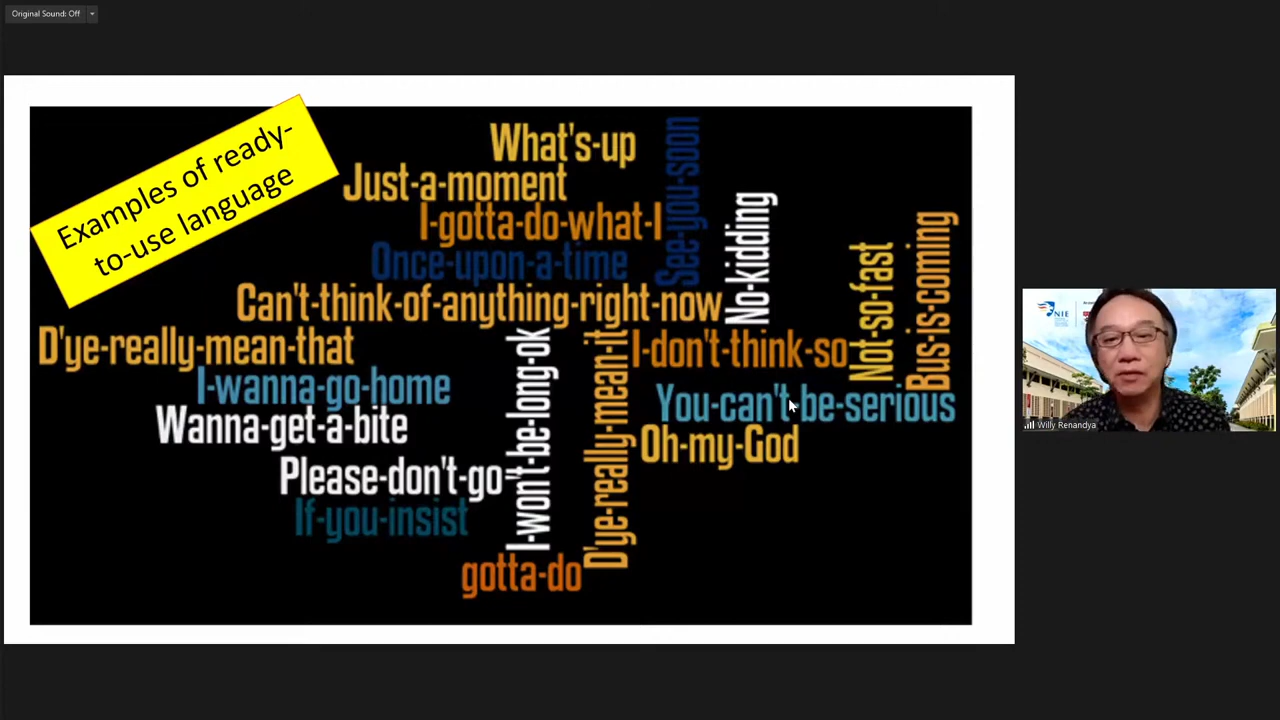 Original Sound: Off
Examples of ready-
to-use language
What's-up
Just-a-moment
I-gotta-do-what-I
Once-upon-a-time
See-you-soon
No-kidding
Not-so-fast
Bus-is-coming
Can't-think-of-anything-right-now
D'ye-really-mean-that
I-don't-think-so
I-wanna-go-home
You-can't-be-serious
Wanna-get-a-bite
I-won't-be-long-ok
D'ye-really-mean-it
Oh-my-God
Please-don't-go
If-you-insist
gotta-do
NIE
Willy Renandya